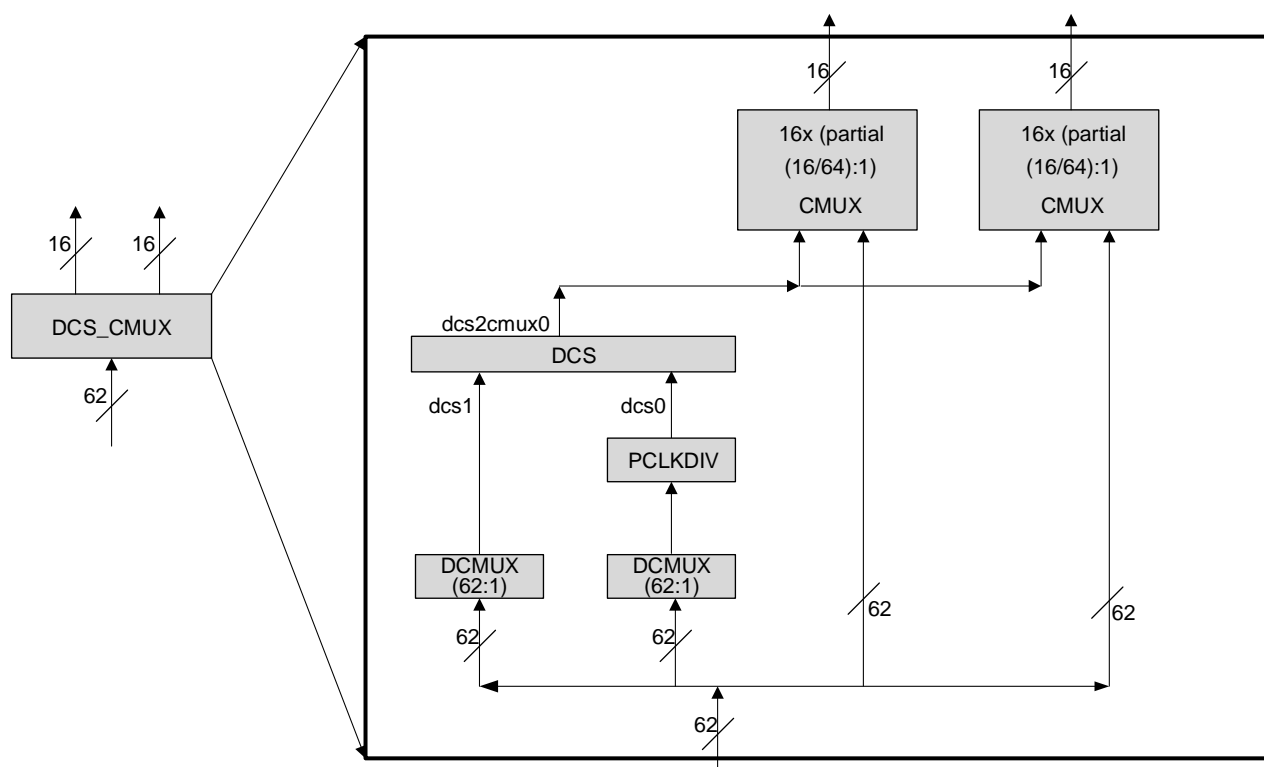 16
16
16x (partial
(16/64):1)
CMUX
16x (partial
(16/64):1)
CMUX
16
16
DCS_CMUX
62
dcs2cmux0
DCS
dcs1
dcs0
PCLKDIV
DCMUX
(62:1)
DCMUX
(62:1)
62
62
62
62
62